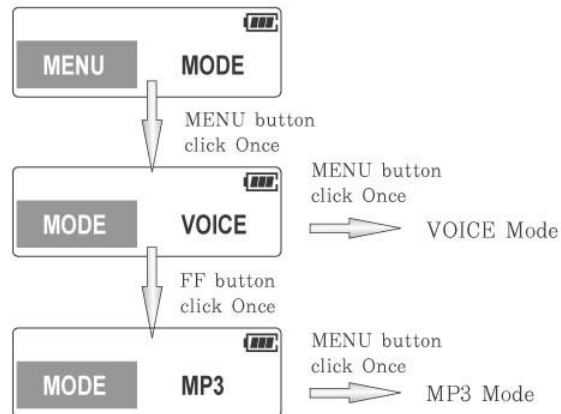 MENU MODE
MENU button
click Once
MODE VOICE
MENU button
click Once
VOICE Mode
FF button
click Once
MODE MP3
MENU button
click Once
MP3 Mode